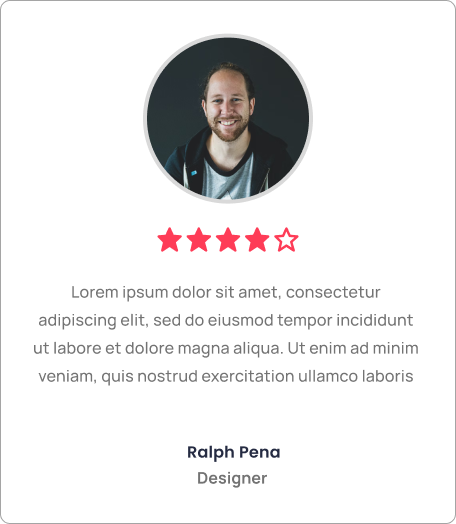 Lorem ipsum dolor sit amet, consectetur
adipiscing elit, sed do eiusmod tempor incididunt
ut labore et dolore magna aliqua. Ut enim ad minim
veniam, quis nostrud exercitation ullamco laboris
Ralph Pena
Designer